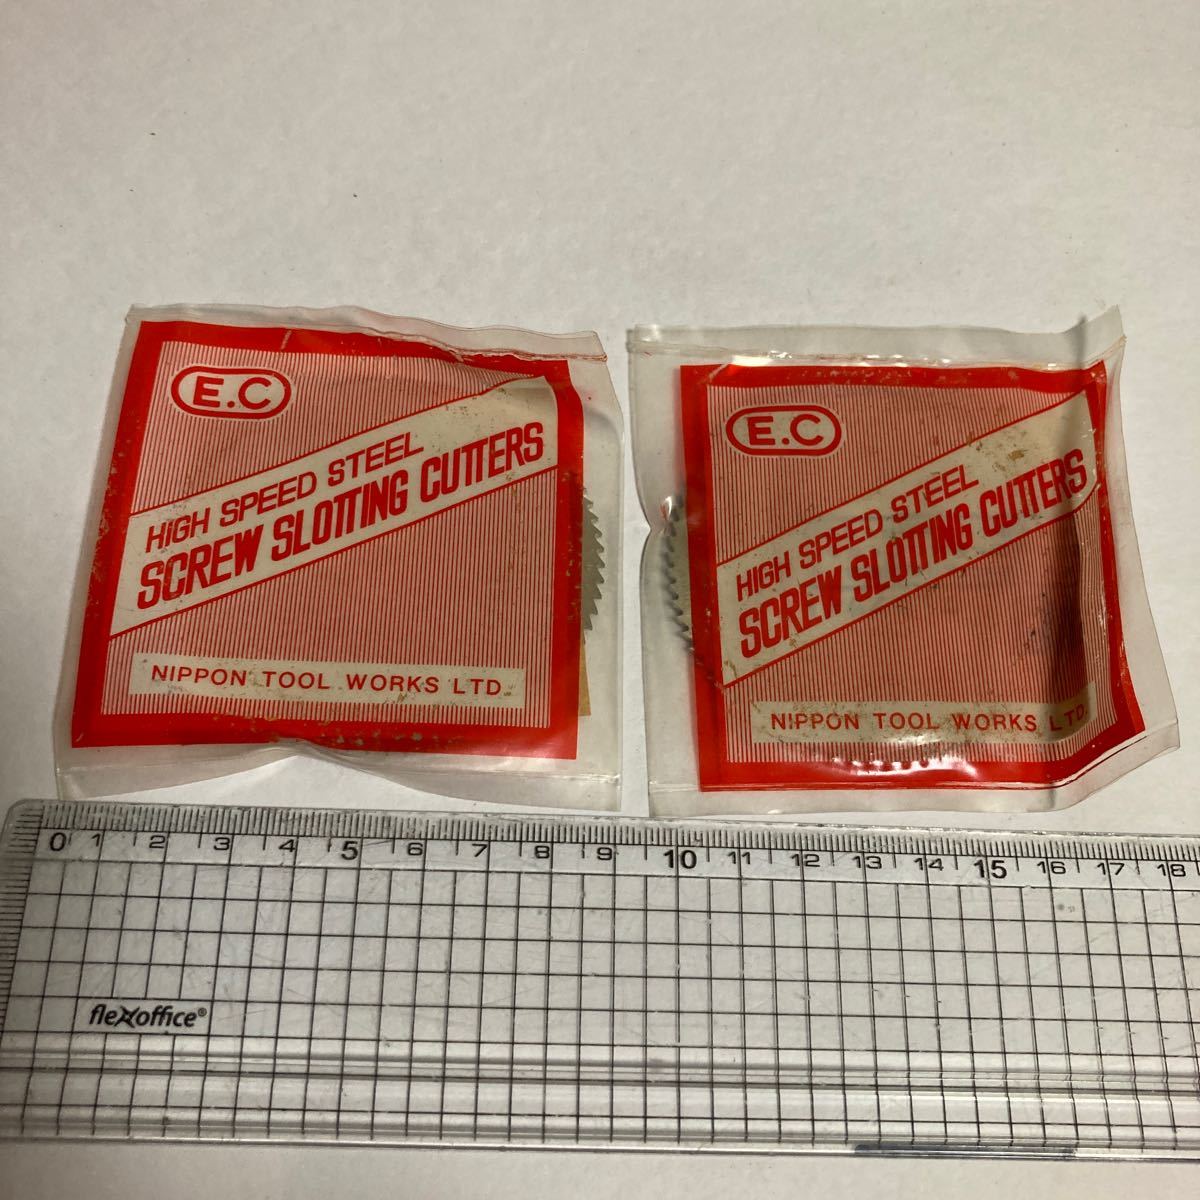 E.C
HIGH SPEED STEEL
SCREW SLOTTING CUTTERS
NIPPON TOOL WORKS LTD
E.C
HIGH SPEED STEEL
SCREW SLOTTING CUTTERS
NIPPON TOOL WORKS LTD
0 1 2 3 4 5 6 7 8 9 10 11 12 13 14 15 16 17 18
flexoffice®